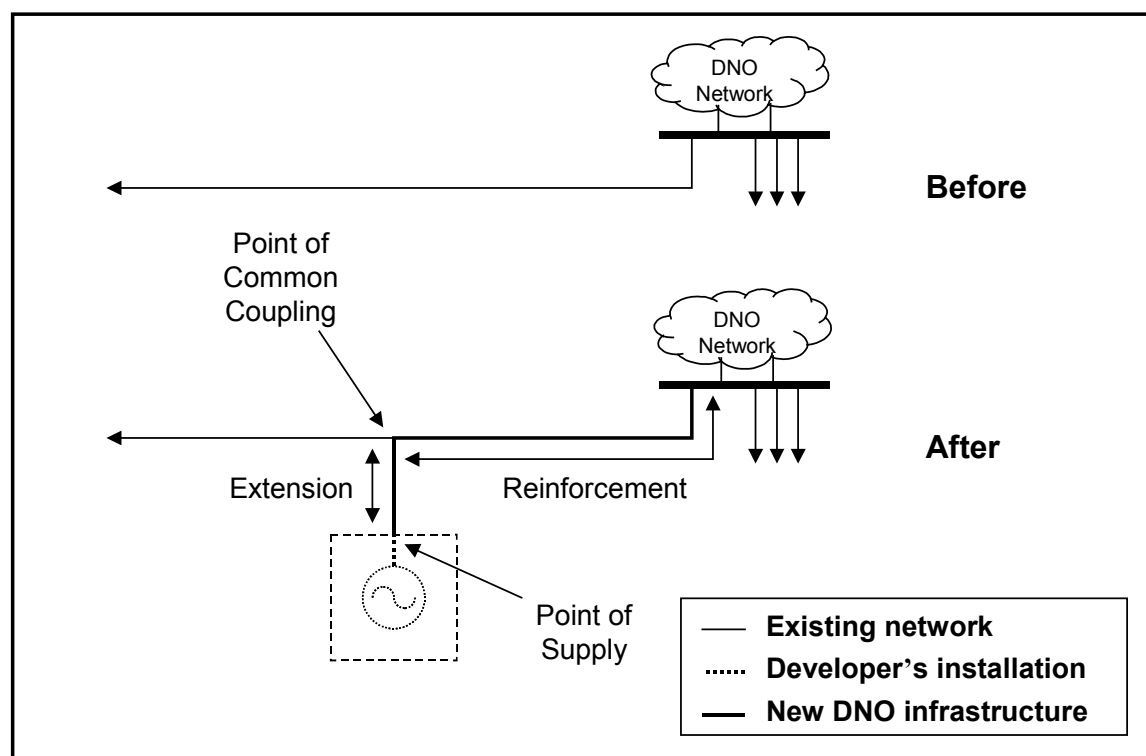 DNO
Network
Before
Point of
Common
Coupling
DNO
Network
After
Extension
Reinforcement
Point of
Supply
Existing network
Developer’s installation
New DNO infrastructure